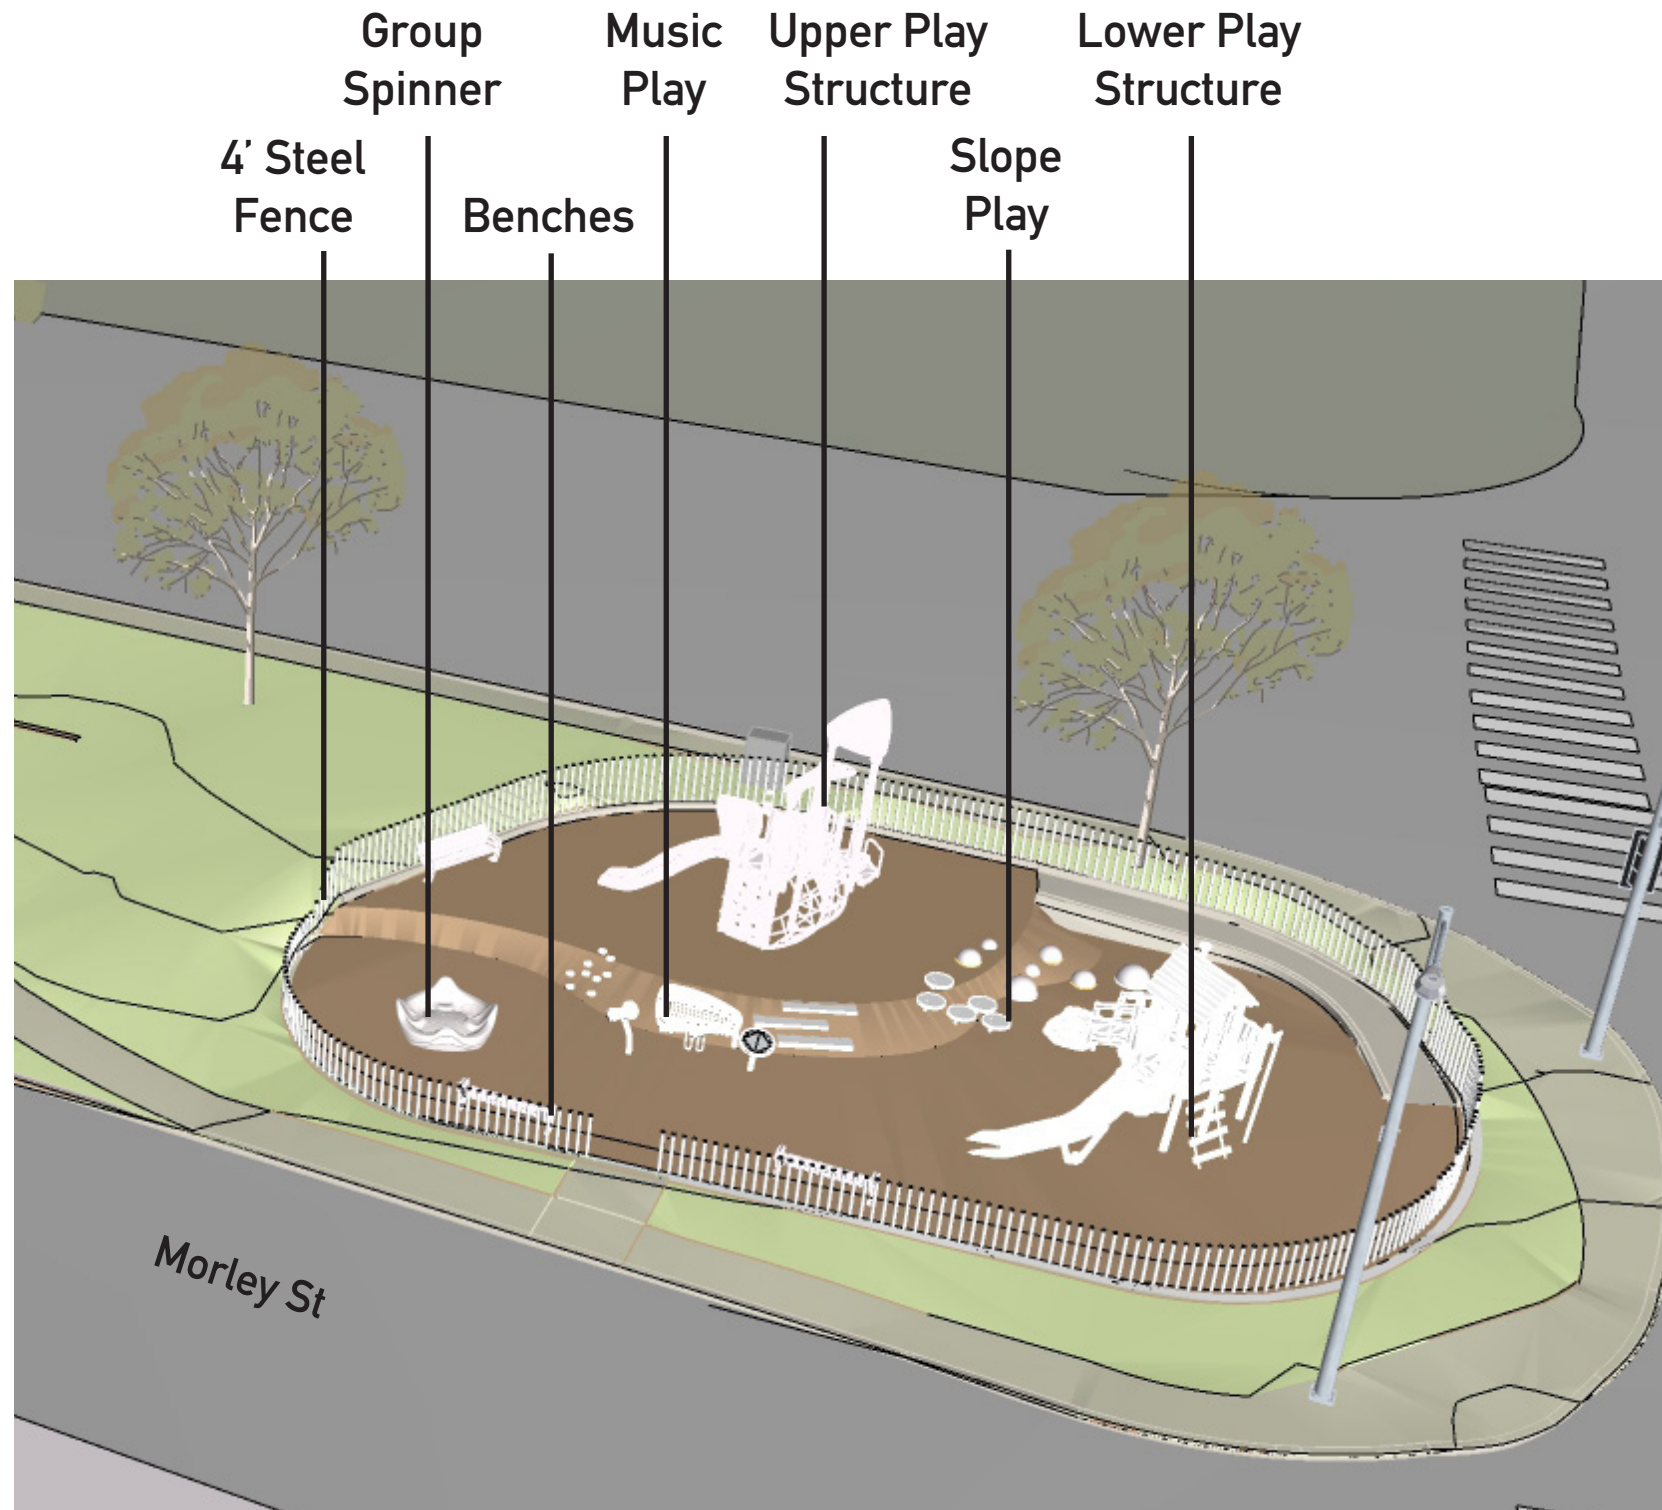 Group
Spinner
Music
Play
Upper Play
Structure
Lower Play
Structure
4’ Steel
Fence
Benches
Slope
Play
Morley St